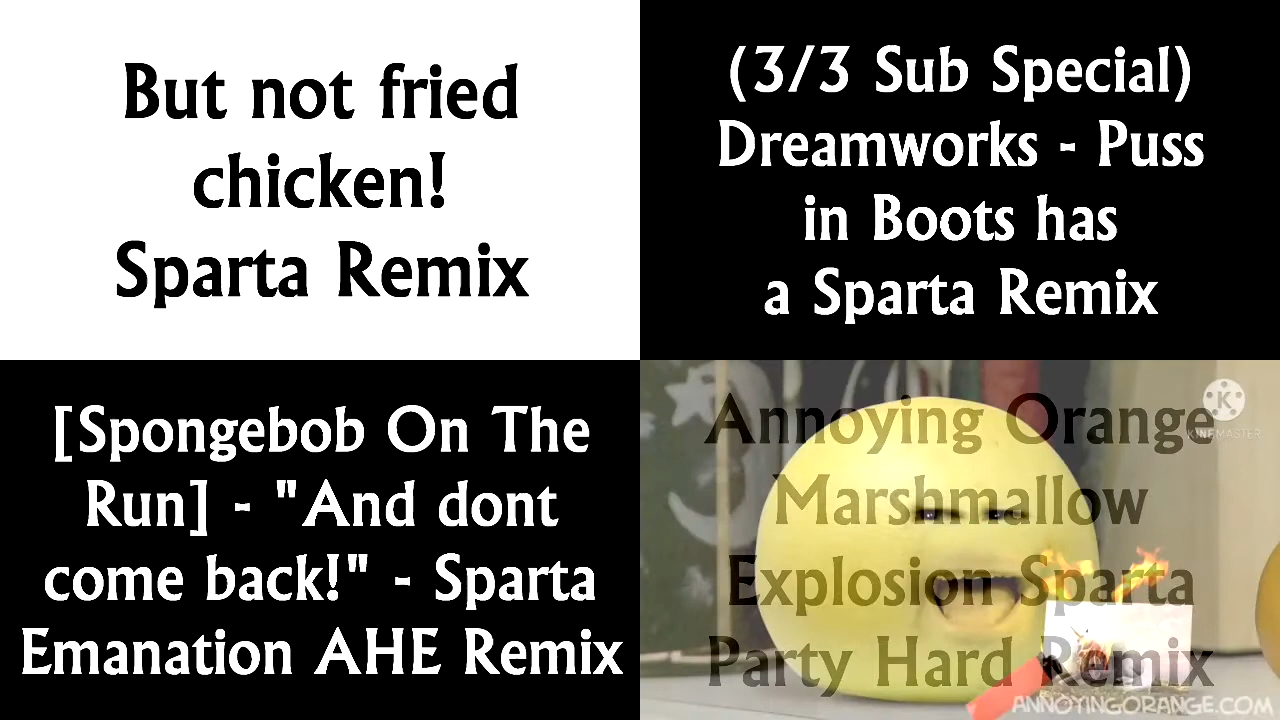 But not fried
chicken!
Sparta Remix
(3/3 Sub Special)
Dreamworks - Puss
in Boots has
a Sparta Remix
[Spongebob On The
Run] - "And dont
come back!" - Sparta
Emanation AHE Remix
Annoying Orange
Marshmallow
Explosion Sparta
Party Hard Remix
K
KINEMASTER
ANNOYINGORANGE.COM